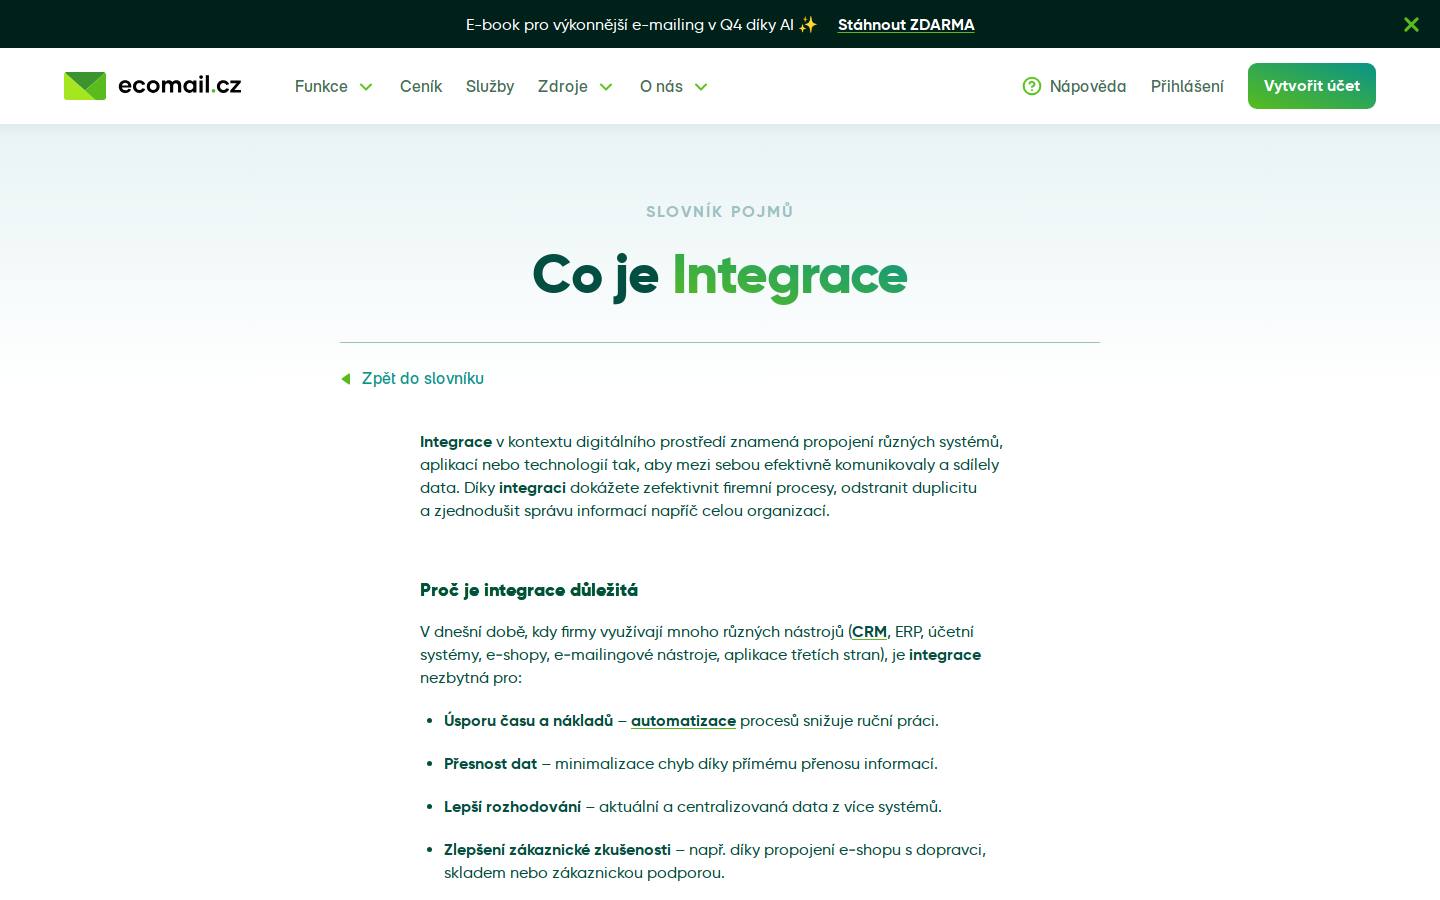 E-book pro výkonnější e-mailing v Q4 díky AI ✨ Stáhnout ZDARMA
ecomail.cz
Funkce
Ceník
Služby
Zdroje
O nás
Nápověda
Přihlášení
Vytvořit účet
SLOVNÍK POJMŮ
Co je Integrace
Zpět do slovníku
Integrace v kontextu digitálního prostředí znamená propojení různých systémů,
aplikací nebo technologií tak, aby mezi sebou efektivně komunikovaly a sdílely
data. Díky integraci dokážete zefektivnit firemní procesy, odstranit duplicitu
a zjednodušit správu informací napříč celou organizací.
Proč je integrace důležitá
V dnešní době, kdy firmy využívají mnoho různých nástrojů (CRM, ERP, účetní
systémy, e-shopy, e-mailingové nástroje, aplikace třetích stran), je integrace
nezbytná pro:
• Úsporu času a nákladů – automatizace procesů snižuje ruční práci.
• Přesnost dat – minimalizace chyb díky přímému přenosu informací.
• Lepší rozhodování – aktuální a centralizovaná data z více systémů.
• Zlepšení zákaznické zkušenosti – např. díky propojení e-shopu s dopravci,
skladem nebo zákaznickou podporou.